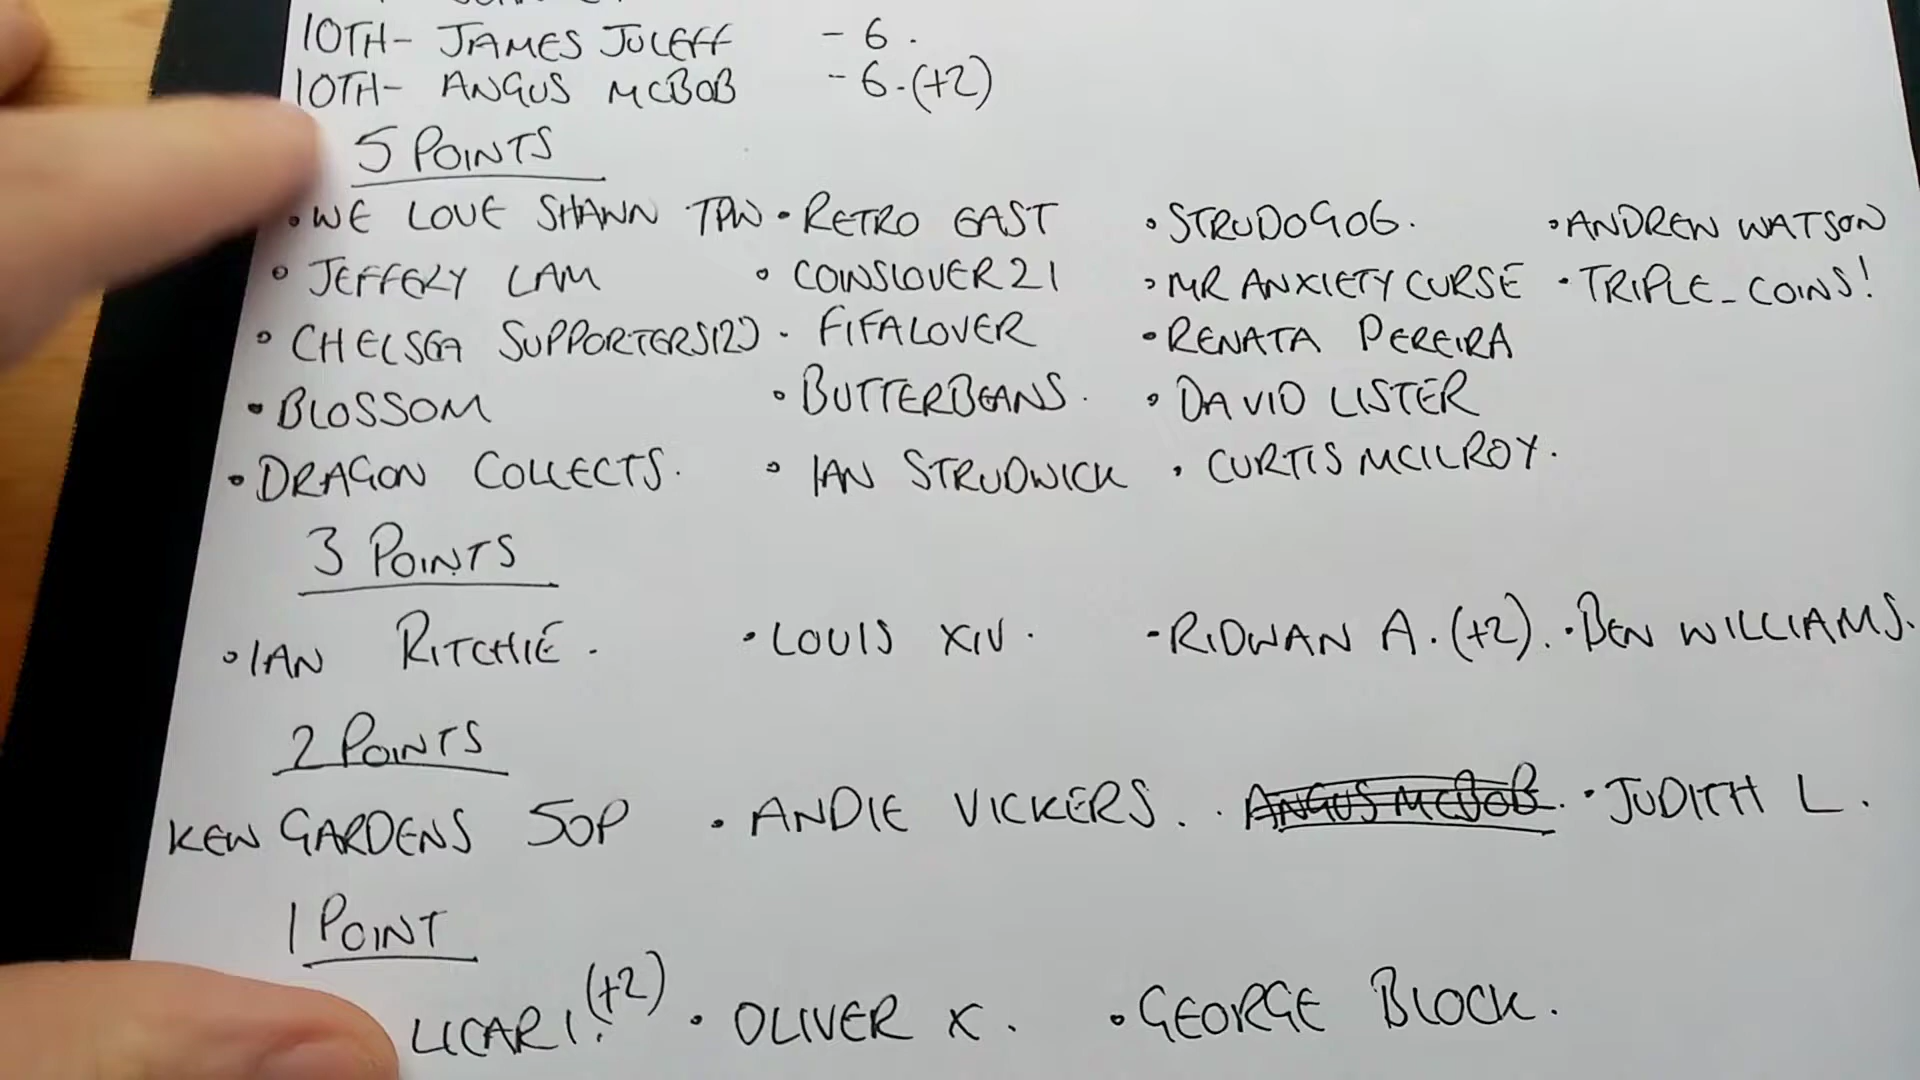 10TH- JAMES JULEFF - 6.
10TH- ANGUS MCBOB - 6.(+2)
5 POINTS
• WE LOVE SHAWN TPW • RETRO EAST • STRUDOGOG. • ANDREW WATSON
• JEFFERY LAM • COINSLOVER21 • MR ANXIETY CURSE • TRIPLE_COINS!
• CHELSEA SUPPORTERS(2) • FIFALOVER • RENATA PEREIRA
• BLOSSOM • BUTTERBEANS. • DAVID LISTER
• DRAGON COLLECTS. • IAN STRUDWICK • CURTIS MCILROY.
3 POINTS
• IAN RITCHIE. • LOUIS XIV. - RIDWAN A. (+2). • BEN WILLIAMS.
2 POINTS
KEW GARDENS 50P • ANDIE VICKERS. • ANGUS MCBOB. • JUDITH L.
1 POINT
LICARI. (+2) • OLIVER X. • GEORGE BLOCK.